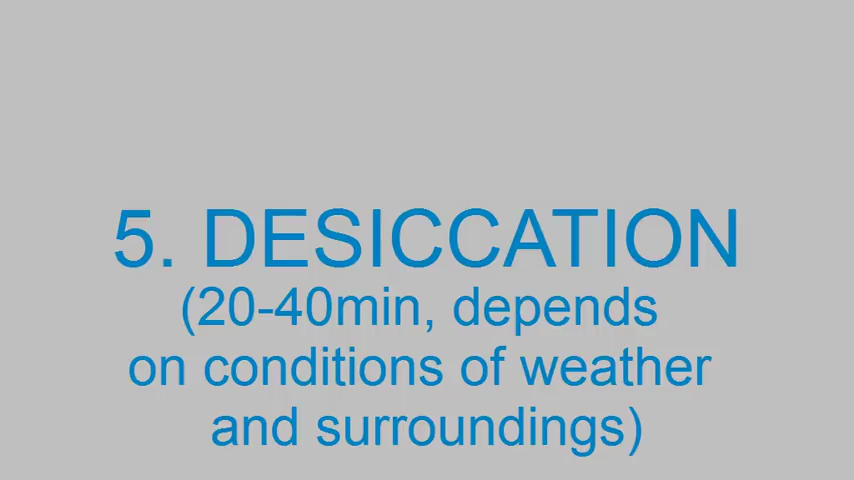 5. DESICCATION
(20-40min, depends
on conditions of weather
and surroundings)